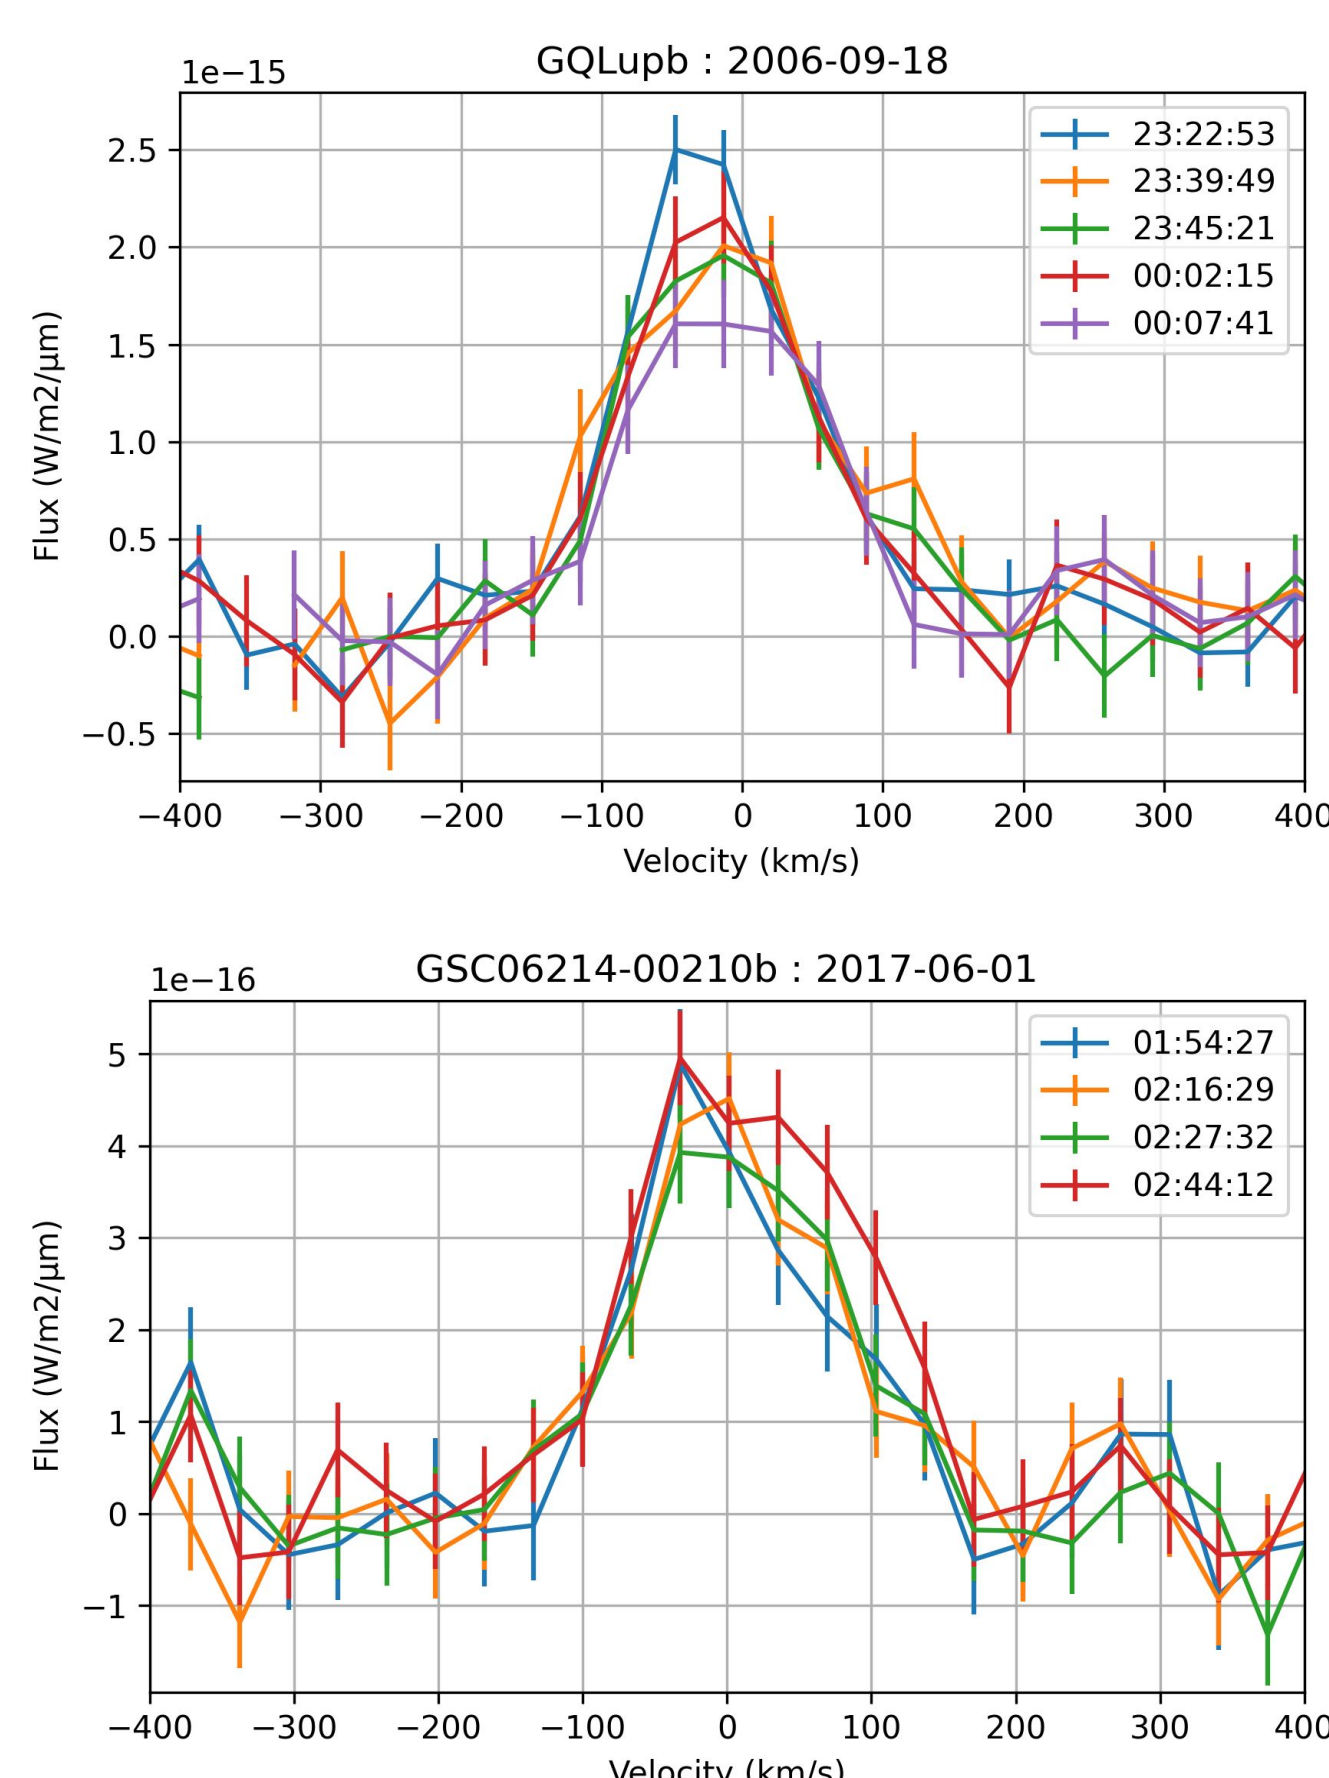 GQLupb : 2006-09-18
1e−15
23:22:53
23:39:49
23:45:21
00:02:15
00:07:41
2.5
2.0
1.5
1.0
0.5
0.0
−0.5
Flux (W/m2/μm)
−400 −300 −200 −100 0 100 200 300 400
Velocity (km/s)
GSC06214-00210b : 2017-06-01
1e−16
01:54:27
02:16:29
02:27:32
02:44:12
5
4
3
2
1
0
−1
Flux (W/m2/μm)
−400 −300 −200 −100 0 100 200 300 400
Velocity (km/s)